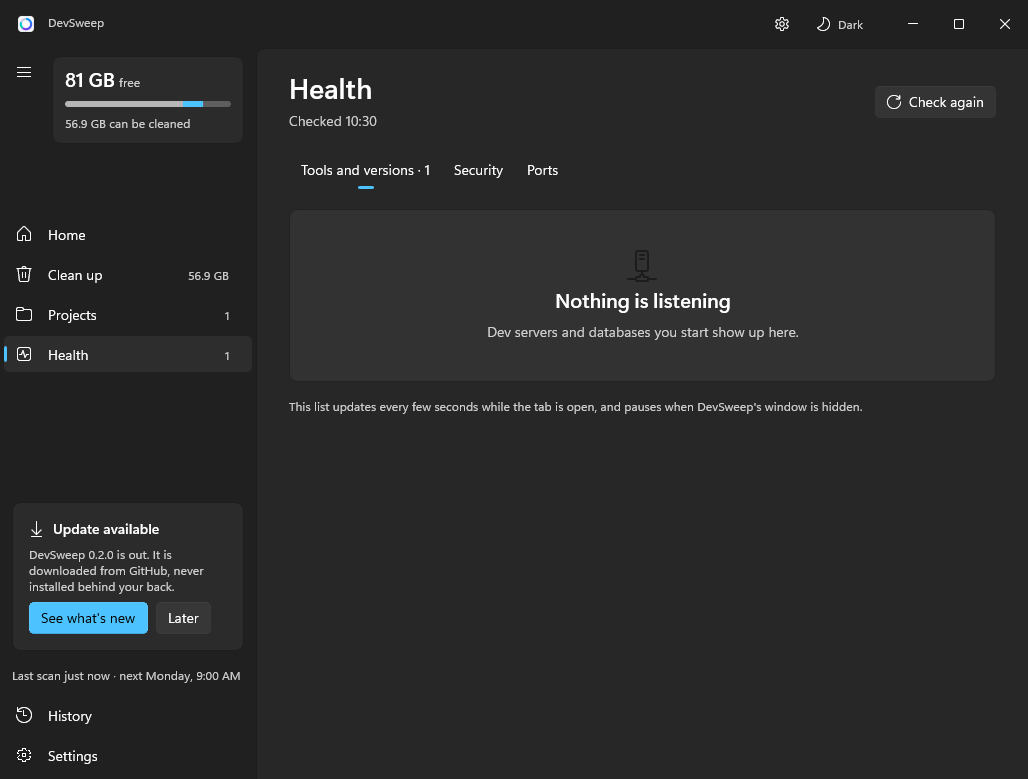 DevSweep
Dark
81 GB free
56.9 GB can be cleaned
Home
Clean up 56.9 GB
Projects 1
Health 1
Update available
DevSweep 0.2.0 is out. It is
downloaded from GitHub, never
installed behind your back.
See what's new Later
Last scan just now · next Monday, 9:00 AM
History
Settings
Health
Checked 10:30
Check again
Tools and versions · 1 Security Ports
Nothing is listening
Dev servers and databases you start show up here.
This list updates every few seconds while the tab is open, and pauses when DevSweep's window is hidden.